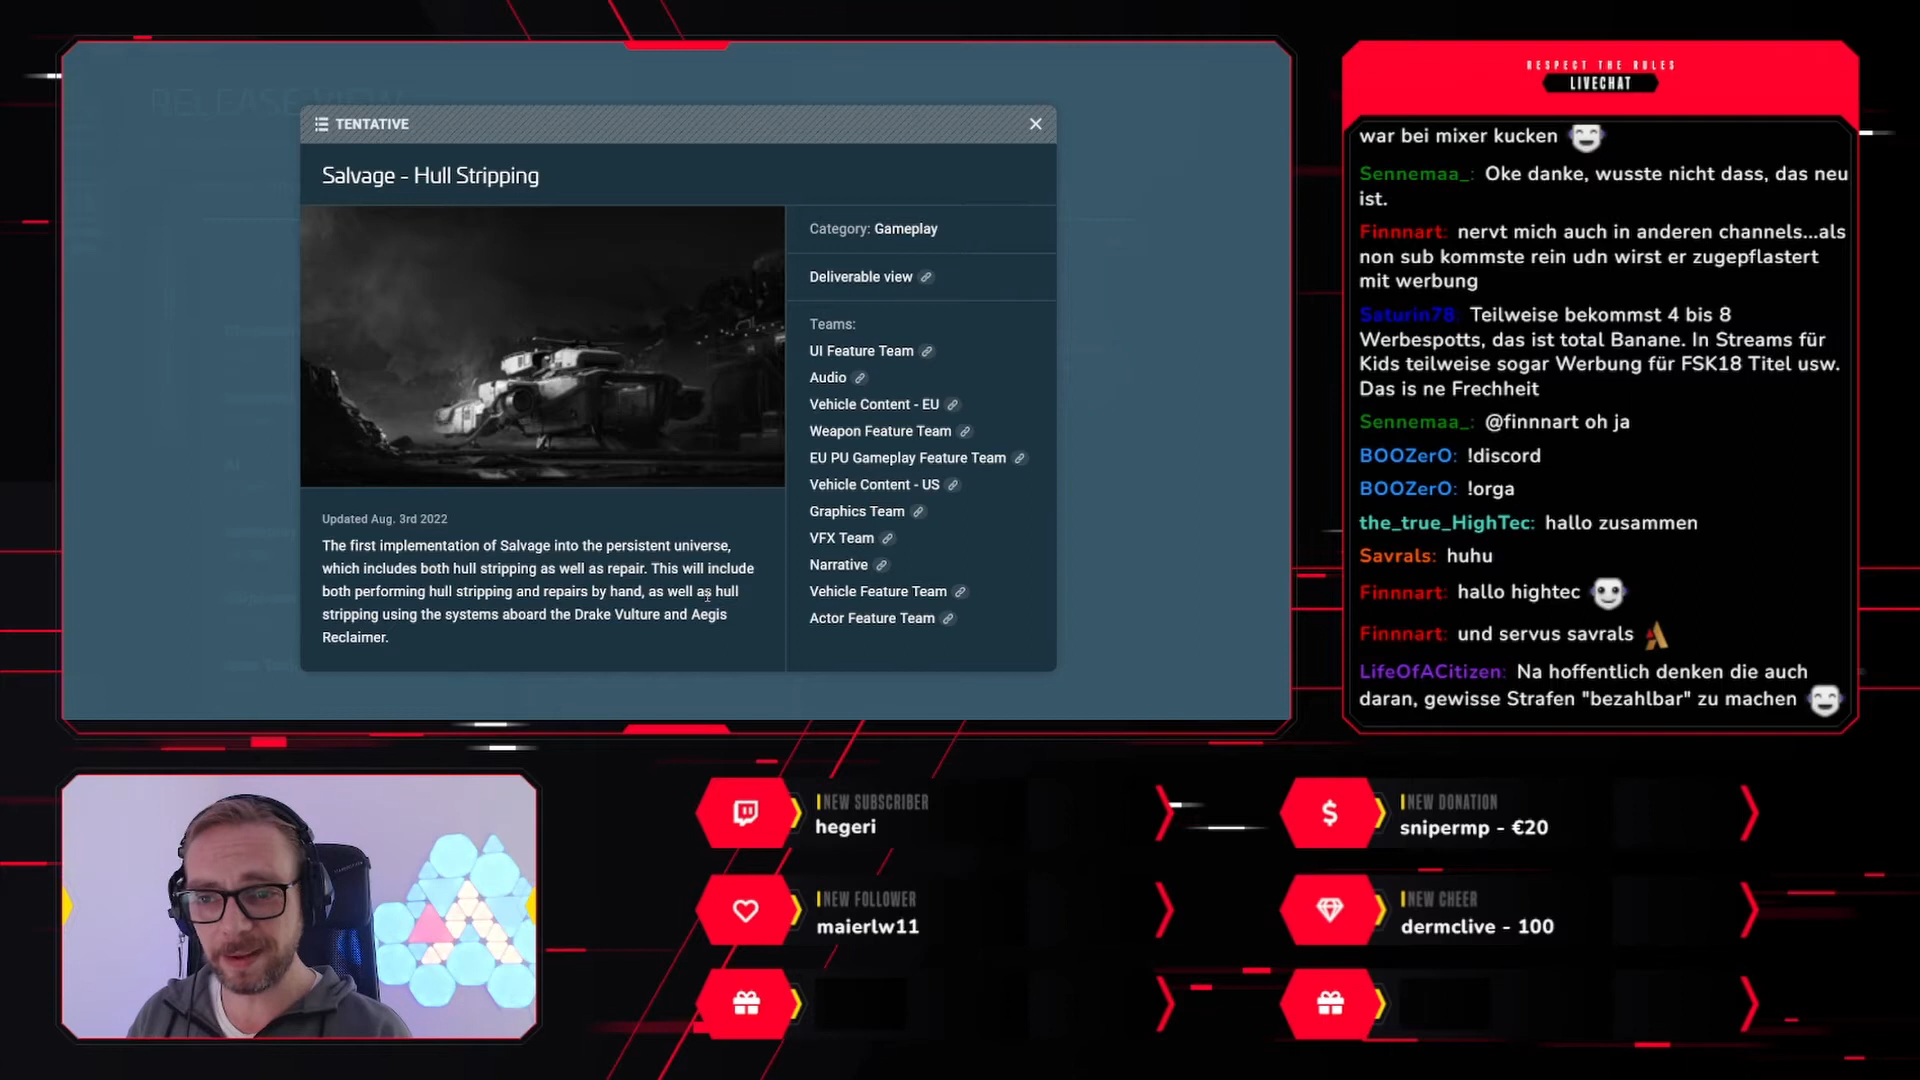 RELEASE VIEW
TENTATIVE
Salvage - Hull Stripping
Category: Gameplay
Deliverable view
Teams:
UI Feature Team
Audio
Vehicle Content - EU
Weapon Feature Team
EU PU Gameplay Feature Team
Vehicle Content - US
Graphics Team
VFX Team
Narrative
Vehicle Feature Team
Actor Feature Team
Updated Aug. 3rd 2022
The first implementation of Salvage into the persistent universe,
which includes both hull stripping as well as repair. This will include
both performing hull stripping and repairs by hand, as well as hull
stripping using the systems aboard the Drake Vulture and Aegis
Reclaimer.
RESPECT THE RULES
LIVECHAT
war bei mixer kucken
Sennemaa_: Oke danke, wusste nicht dass, das neu
ist.
Finnnart: nervt mich auch in anderen channels...als
non sub kommste rein udn wirst er zugepflastert
mit werbung
Saturin78: Teilweise bekommst 4 bis 8
Werbespotts, das ist total Banane. In Streams für
Kids teilweise sogar Werbung für FSK18 Titel usw.
Das is ne Frechheit
Sennemaa_: @finnnart oh ja
BOOZerO: !discord
BOOZerO: !orga
the_true_HighTec: hallo zusammen
Savrals: huhu
Finnnart: hallo hightec
Finnnart: und servus savrals
LifeOfACitizen: Na hoffentlich denken die auch
daran, gewisse Strafen "bezahlbar" zu machen
NEW SUBSCRIBER
hegeri
NEW DONATION
snipermp - €20
NEW FOLLOWER
maierlw11
NEW CHEER
dermclive - 100